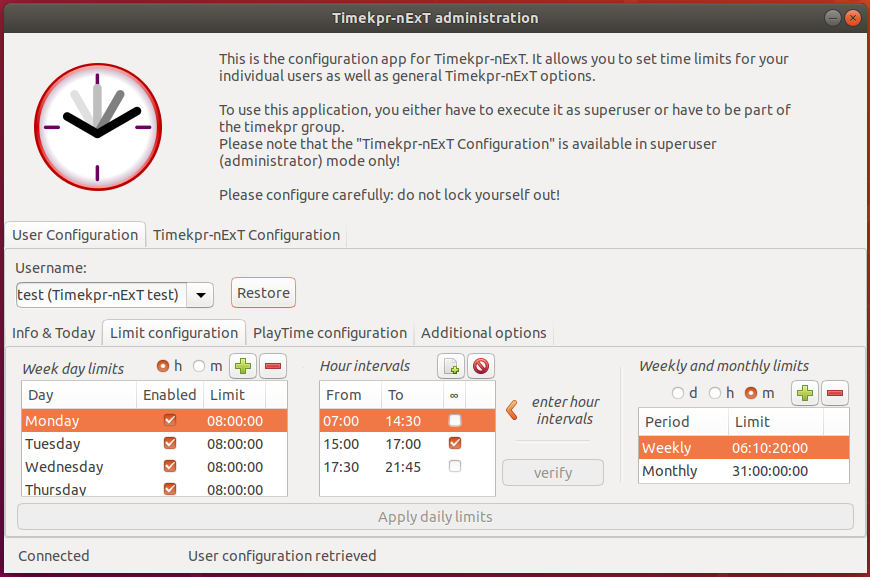 Timekpr-nExT administration
This is the configuration app for Timekpr-nExT. It allows you to set time limits for your
individual users as well as general Timekpr-nExT options.
To use this application, you either have to execute it as superuser or have to be part of
the timekpr group.
Please note that the "Timekpr-nExT Configuration" is available in superuser
(administrator) mode only!
Please configure carefully: do not lock yourself out!
User Configuration Timekpr-nExT Configuration
Username:
test (Timekpr-nExT test) Restore
Info & Today Limit configuration PlayTime configuration Additional options
Week day limits h m Hour intervals Weekly and monthly limits
d h m
Day Enabled Limit From To ∞
enter hour
intervals
Period Limit
Monday 08:00:00 07:00 14:30
Tuesday 08:00:00 15:00 17:00
Wednesday 08:00:00 17:30 21:45
Thursday 08:00:00
Weekly 06:10:20:00
Monthly 31:00:00:00
verify
Apply daily limits
Connected User configuration retrieved